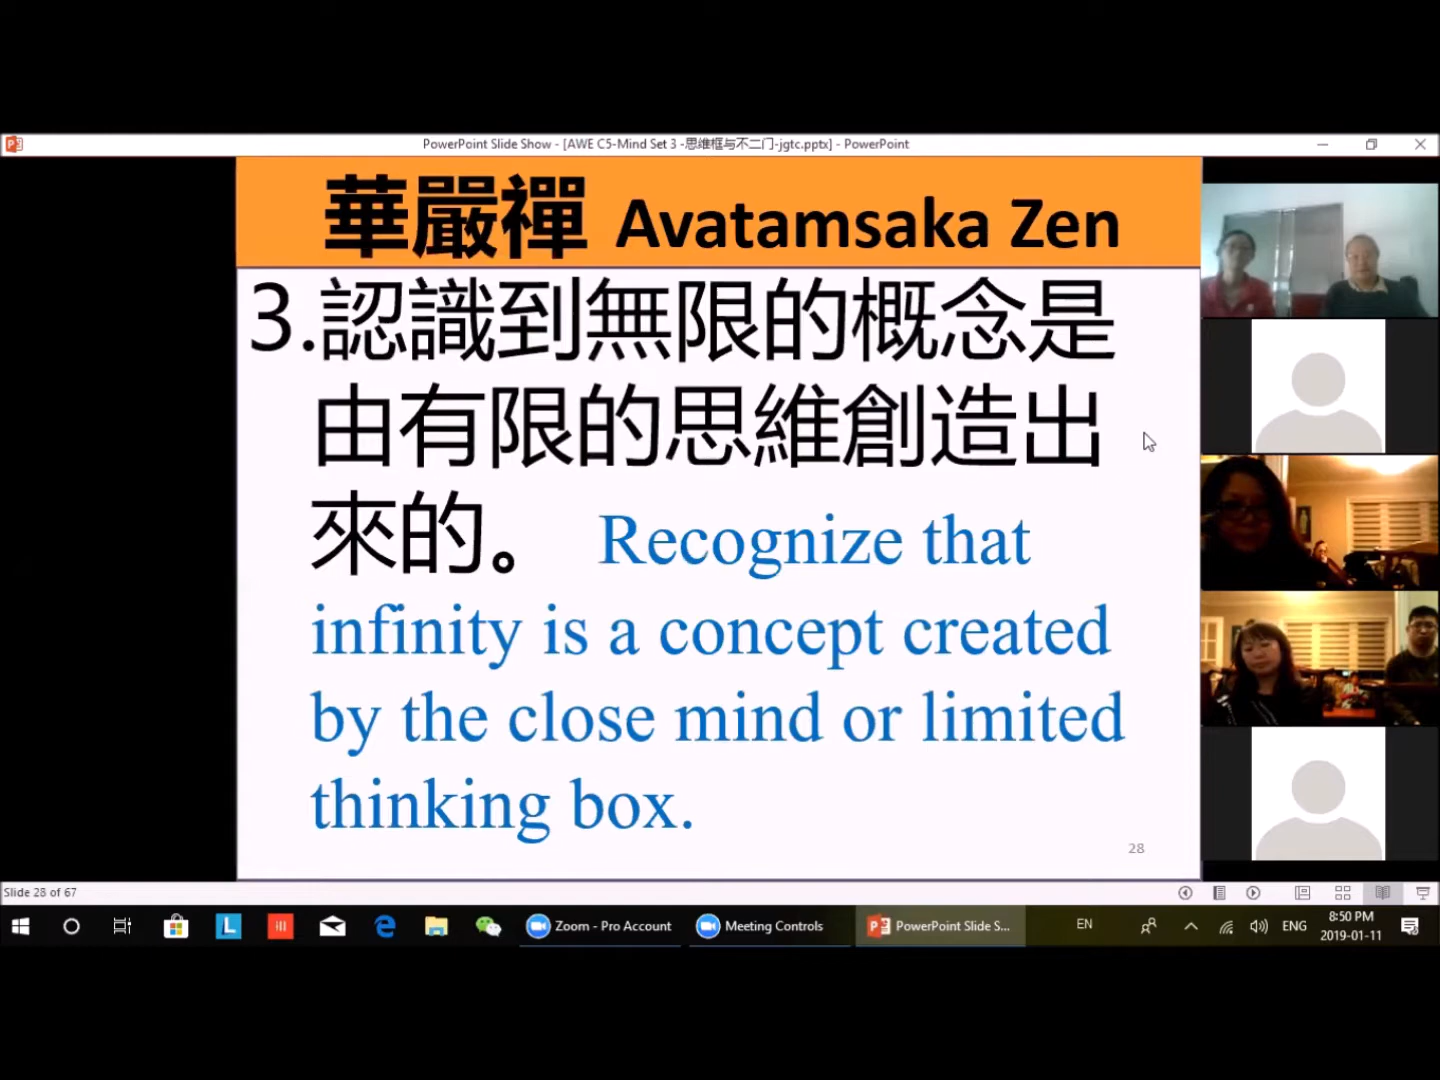 PowerPoint Slide Show - [AWE C5-Mind Set 3 -思維框与不二门-jgtc.pptx] - PowerPoint
華嚴禪 Avatamsaka Zen
3.認識到無限的概念是
由有限的思維創造出
來的。 Recognize that
infinity is a concept created
by the close mind or limited
thinking box.
28
Slide 28 of 67
Zoom - Pro Account
Meeting Controls
PowerPoint Slide S...
EN
ENG
8:50 PM
2019-01-11